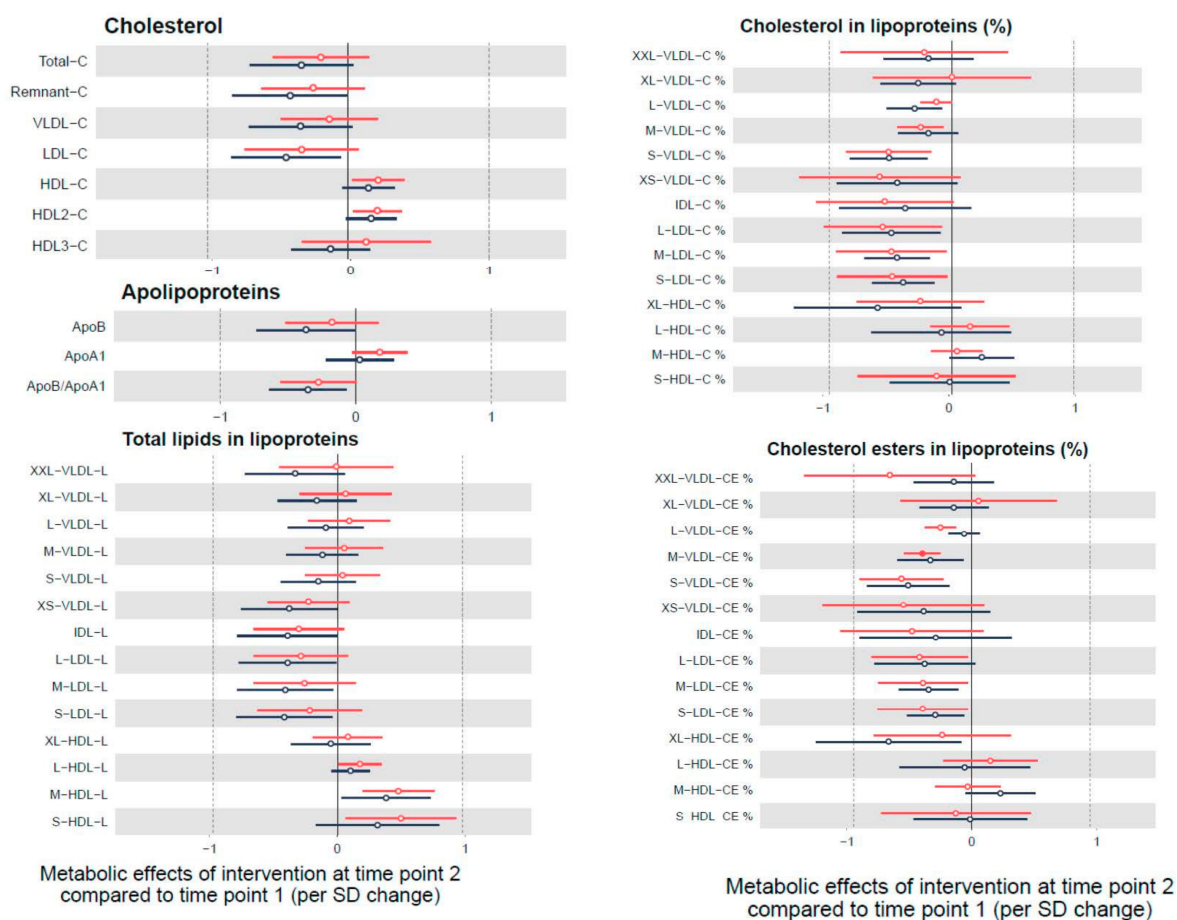 Cholesterol
Total-C
Remnant-C
VLDL-C
LDL-C
HDL-C
HDL2-C
HDL3-C
-1
0
1
Apolipoproteins
ApoB
ApoA1
ApoB/ApoA1
-1
0
1
Total lipids in lipoproteins
XXL-VLDL-L
XL-VLDL-L
L-VLDL-L
M-VLDL-L
S-VLDL-L
XS-VLDL-L
IDL-L
L-LDL-L
M-LDL-L
S-LDL-L
XL-HDL-L
L-HDL-L
M-HDL-L
S-HDL-L
-1
0
1
Metabolic effects of intervention at time point 2
compared to time point 1 (per SD change)
Cholesterol in lipoproteins (%)
XXL-VLDL-C %
XL-VLDL-C %
L-VLDL-C %
M-VLDL-C %
S-VLDL-C %
XS-VLDL-C %
IDL-C %
L-LDL-C %
M-LDL-C %
S-LDL-C %
XL-HDL-C %
L-HDL-C %
M-HDL-C %
S-HDL-C %
-1
0
1
Cholesterol esters in lipoproteins (%)
XXL-VLDL-CE %
XL-VLDL-CE %
L-VLDL-CE %
M-VLDL-CE %
S-VLDL-CE %
XS-VLDL-CE %
IDL-CE %
L-LDL-CE %
M-LDL-CE %
S-LDL-CE %
XL-HDL-CE %
L-HDL-CE %
M-HDL-CE %
S HDL CE %
-1
0
1
Metabolic effects of intervention at time point 2
compared to time point 1 (per SD change)